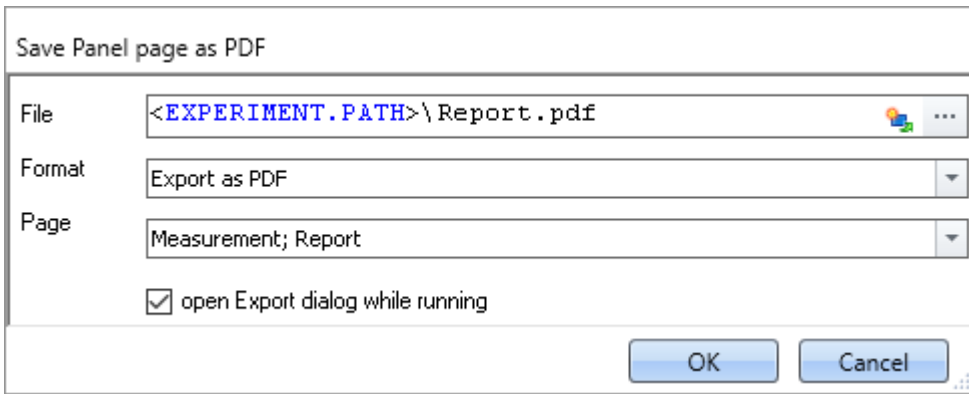 Save Panel page as PDF
File
<EXPERIMENT.PATH>\Report.pdf
...
Format
Export as PDF
Page
Measurement; Report
open Export dialog while running
OK
Cancel